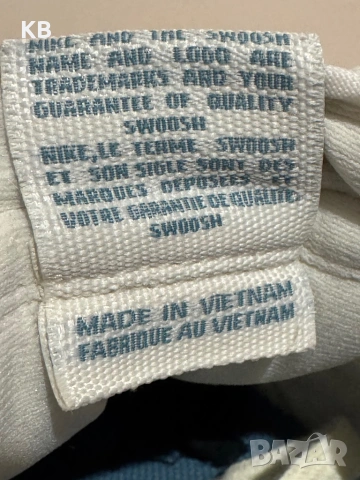 KB
NIKE AND THE SWOOSH
NAME AND LOGO ARE
TRADEMARKS AND YOUR
GUARANTEE OF QUALITY
SWOOSH
NIKE, LE TERME SWOOSH
ET SON SIGLE SONT DES
MARQUES DEPOSEES ET
VOTRE GARANTIE DE QUALITE
SWOOSH
MADE IN VIETNAM
FABRIQUE AU VIETNAM
BAZAR